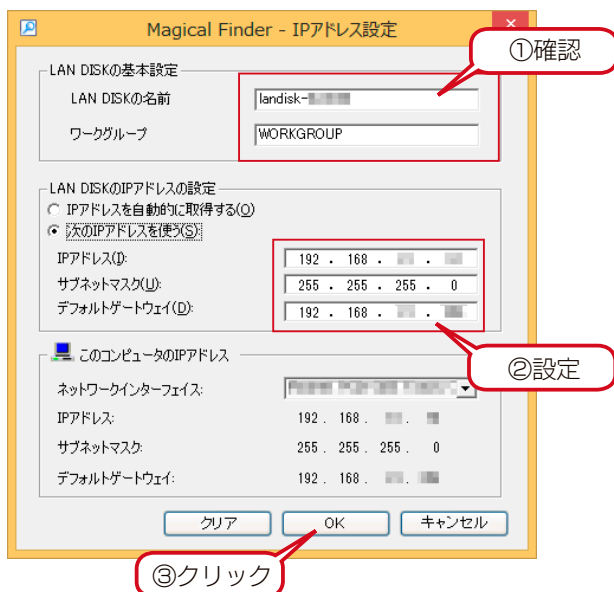 Magical Finder - IPアドレス設定
①確認
LAN DISKの基本設定
LAN DISKの名前
landisk-
ワークグループ
WORKGROUP
LAN DISKのIPアドレスの設定
IPアドレスを自動的に取得する(O)
次のIPアドレスを使う(S):
IPアドレス(I):
192 . 168 . .
サブネットマスク(U):
255 . 255 . 255 . 0
デフォルトゲートウェイ(D):
192 . 168 . .
②設定
このコンピュータのIPアドレス
ネットワークインターフェイス:
IPアドレス:
192 . 168 . .
サブネットマスク:
255 . 255 . 255 . 0
デフォルトゲートウェイ:
192 . 168 . .
クリア
OK
キャンセル
③クリック